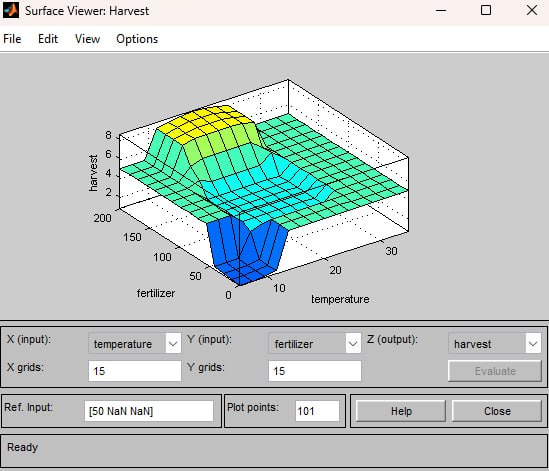 Surface Viewer: Harvest
File Edit View Options
8
6
4
2
harvest
200
150
100
50
0
fertilizer
10
20
30
temperature
X (input): temperature Y (input): fertilizer Z (output): harvest
X grids: 15 Y grids: 15 Evaluate
Ref. Input: [50 NaN NaN] Plot points: 101 Help Close
Ready